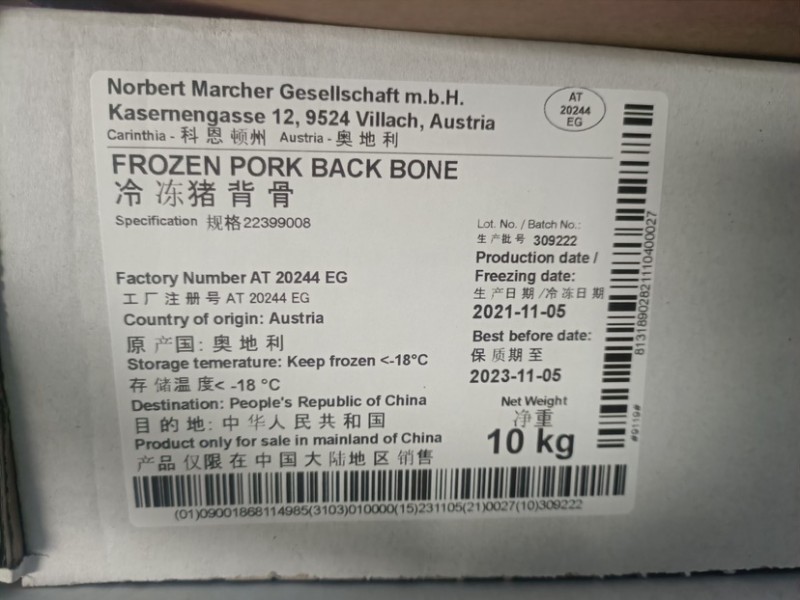 Norbert Marcher Gesellschaft m.b.H.
Kasernengasse 12, 9524 Villach, Austria
Carinthia - 科恩顿州 Austria - 奥地利
AT
20244
EG
FROZEN PORK BACK BONE
冷冻猪背骨
Specification 规格22399008
Lot. No. / Batch No.:
生产批号 309222
Production date /
Freezing date:
生产日期/冷冻日期
2021-11-05
Best before date:
保质期至
2023-11-05
Net Weight
净重
10 kg
Factory Number AT 20244 EG
工厂注册号 AT 20244 EG
Country of origin: Austria
原产国: 奥地利
Storage temerature: Keep frozen <-18°C
存储温度< -18 °C
Destination: People's Republic of China
目的地: 中华人民共和国
Product only for sale in mainland of China
产品仅限在中国大陆地区销售
(01)09001868114985(3103)010000(15)231105(21)0027(10)309222
8131890282111040027
#9119#